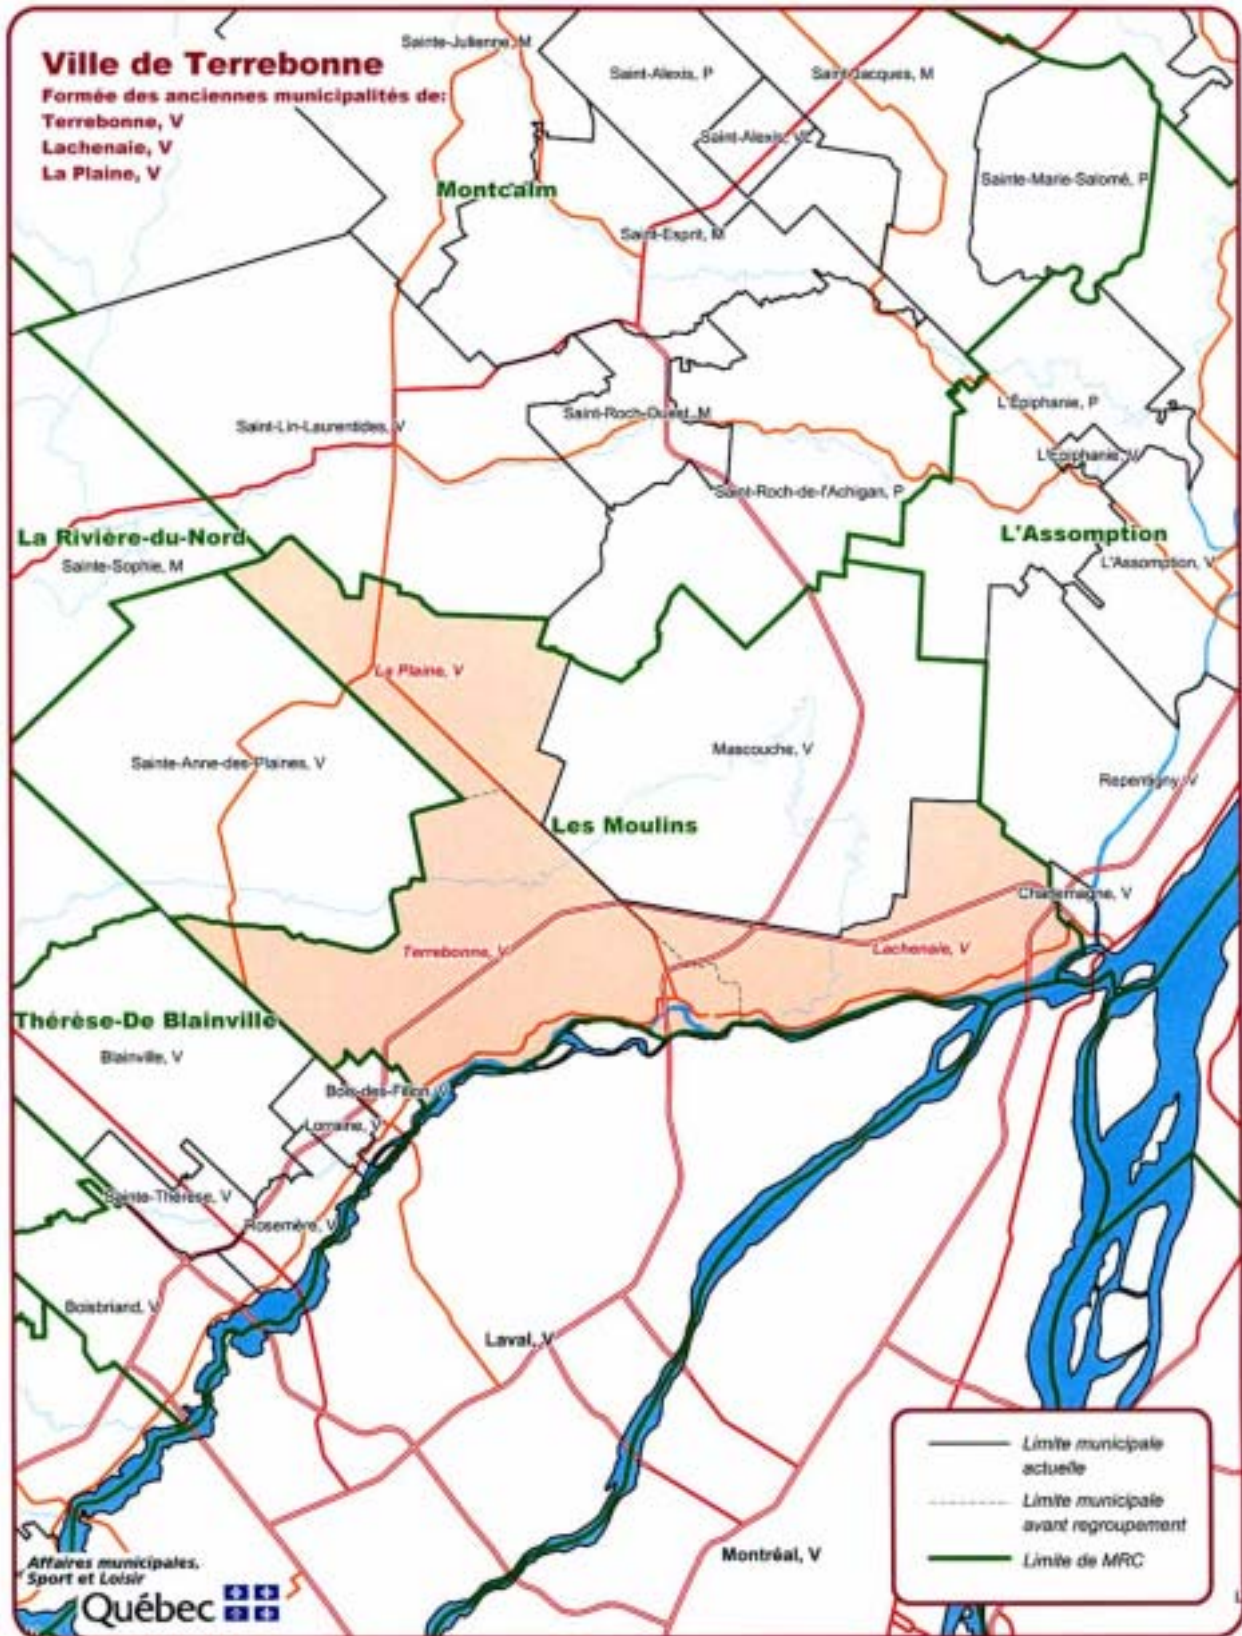 Ville de Terrebonne
Formée des anciennes municipalités de:
Terrebonne, V
Lachenaie, V
La Plaine, V
Sainte-Julienne, M
Saint-Alexis, P
Saint-Jacques, M
Saint-Alexis, VL
Sainte-Marie-Salomé, P
Montcalm
Saint-Esprit, M
L'Épiphanie, P
Saint-Roch-Ouest, M
Saint-Lin-Laurentides, V
L'Épiphanie, V
Saint-Roch-de-l'Achigan, P
La Rivière-du-Nord
L'Assomption
Sainte-Sophie, M
L'Assomption, V
La Plaine, V
Mascouche, V
Sainte-Anne-des-Plaines, V
Repentigny, V
Les Moulins
Charlemagne, V
Terrebonne, V
Lachenaie, V
Thérèse-De Blainville
Blainville, V
Bois-des-Filion, V
Lorraine, V
Sainte-Thérèse, V
Rosemère, V
Boisbriand, V
Laval, V
Montréal, V
Limite municipale
actuelle
Limite municipale
avant regroupement
Limite de MRC
Affaires municipales,
Sport et Loisir
Québec